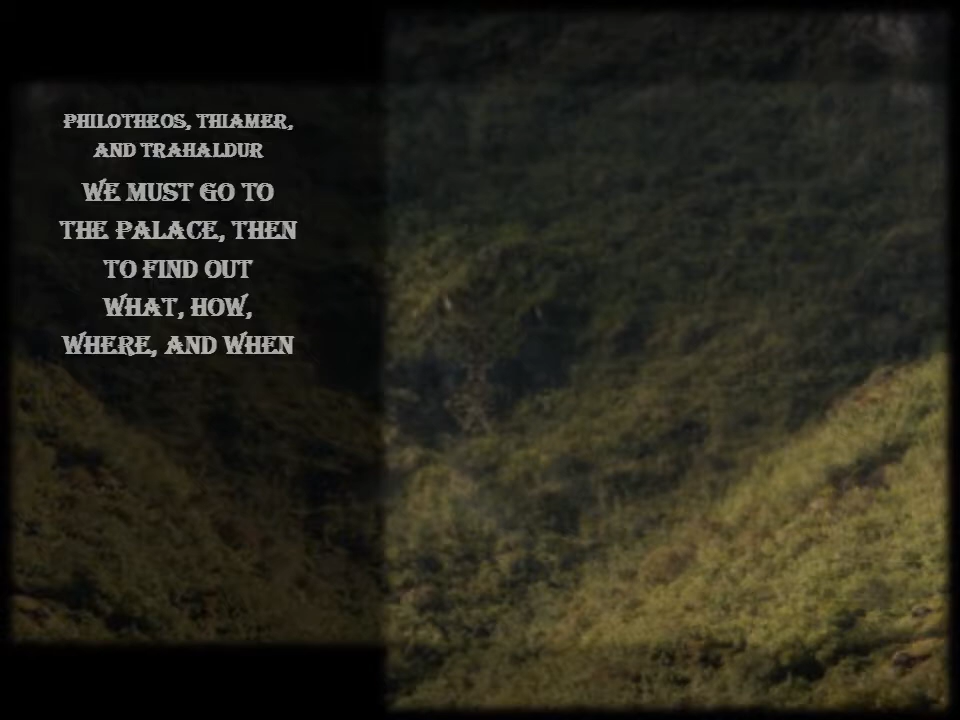 PHILOTHEOS, THIAMER,
AND TRAHALDUR
WE MUST GO TO
THE PALACE, THEN
TO FIND OUT
WHAT, HOW,
WHERE, AND WHEN